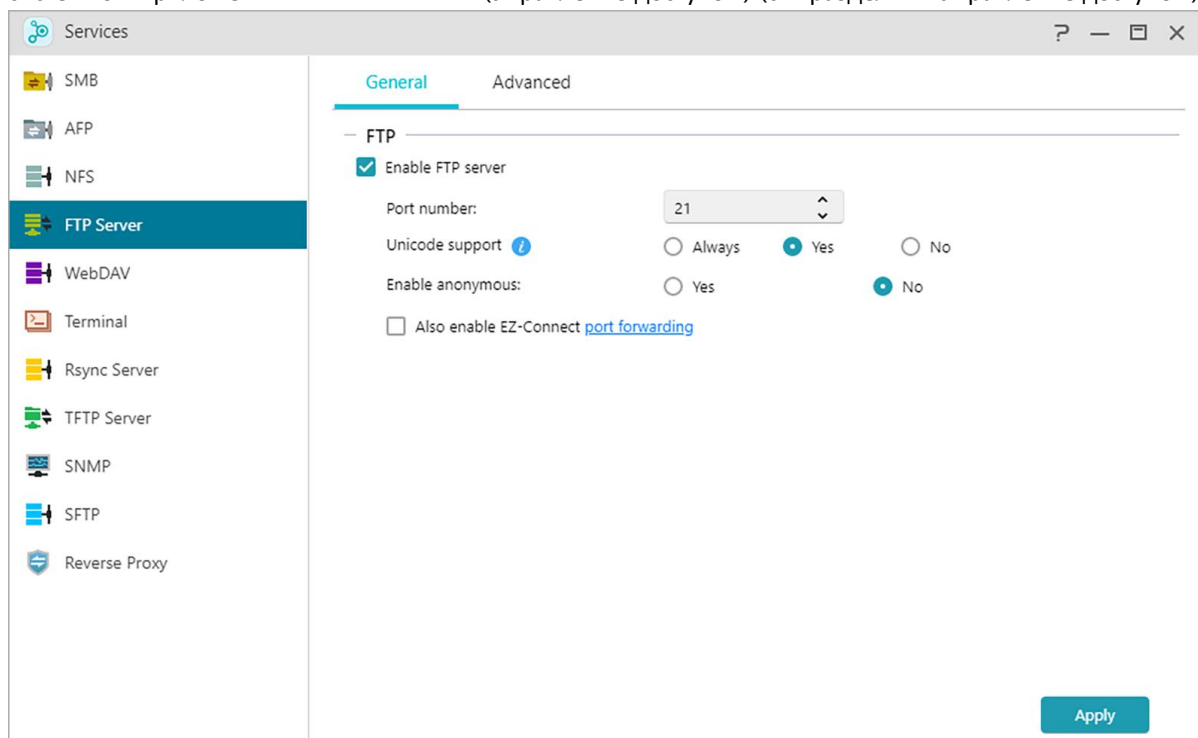 Services
SMB
AFP
NFS
FTP Server
WebDAV
Terminal
Rsync Server
TFTP Server
SNMP
SFTP
Reverse Proxy
General Advanced
FTP
Enable FTP server
Port number: 21
Unicode support Always Yes No
Enable anonymous: Yes No
Also enable EZ-Connect port forwarding
Apply